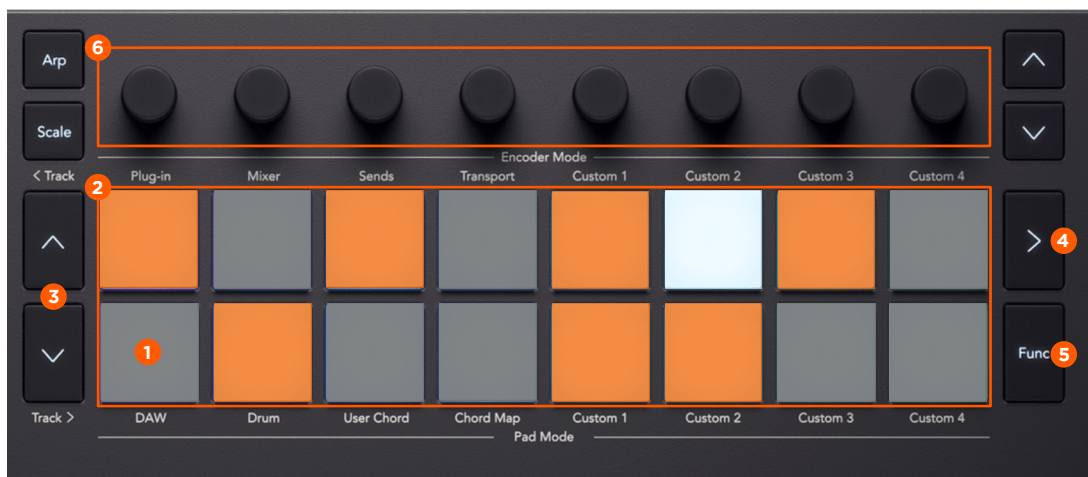 Arp
6
Scale
Encoder Mode
< Track Plug-in Mixer Sends Transport Custom 1 Custom 2 Custom 3 Custom 4
2
4
3
1
Func 5
Track > DAW Drum User Chord Chord Map Custom 1 Custom 2 Custom 3 Custom 4
Pad Mode